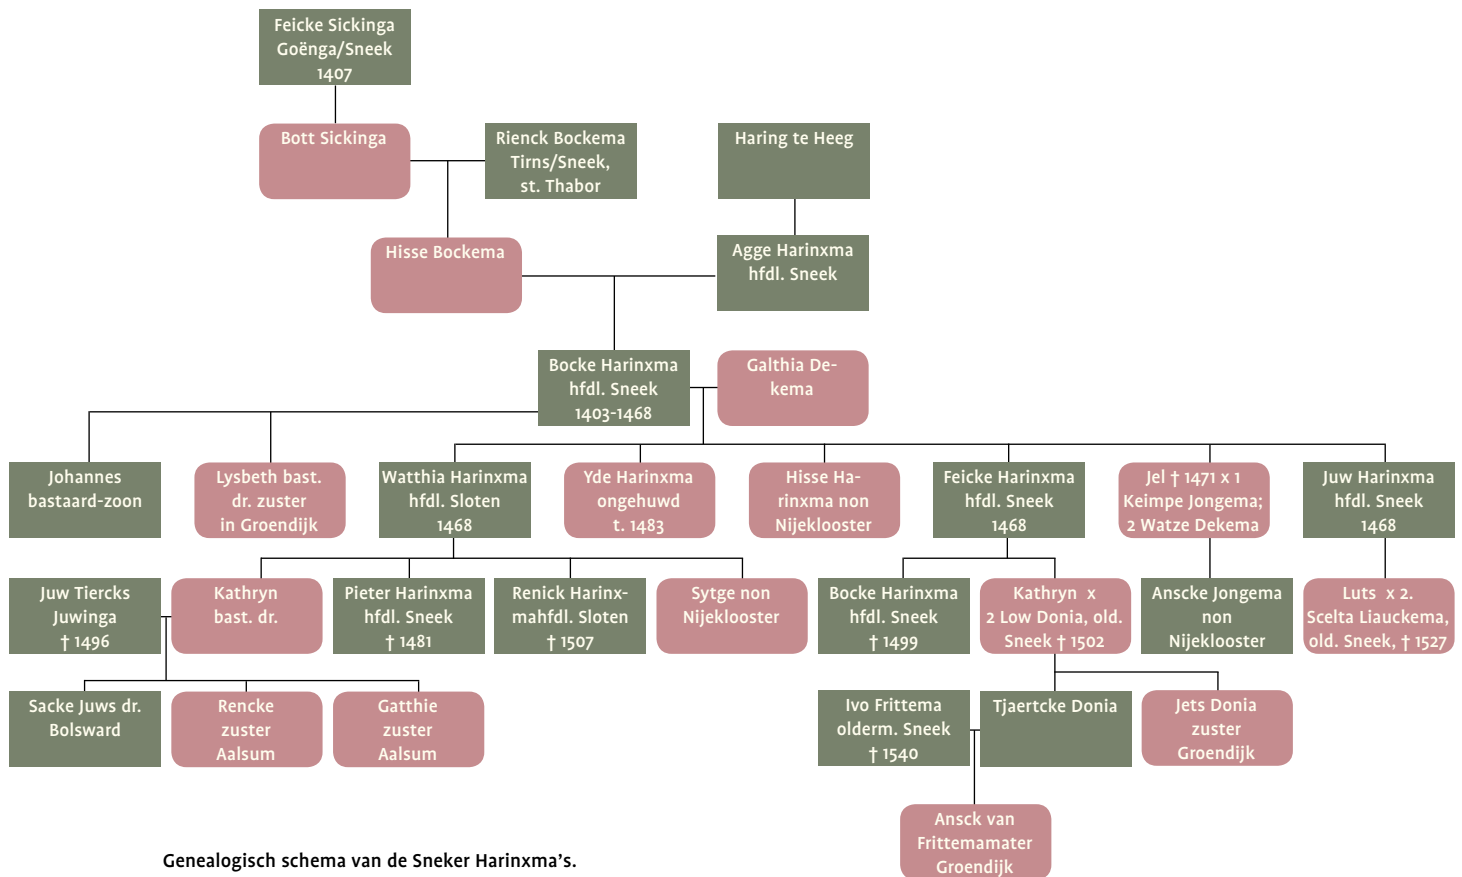 Feicke Sickinga
Goënga/Sneek
1407
Bott Sickinga
Rienck Bockema
Tirns/Sneek,
st. Thabor
Haring te Heeg
Hisse Bockema
Agge Harinxma
hfdl. Sneek
Bocke Harinxma
hfdl. Sneek
1403-1468
Galthia De-
kema
Johannes
bastaard-zoon
Lysbeth bast.
dr. zuster
in Groendijk
Watthia Harinxma
hfdl. Sloten
1468
Yde Harinxma
ongehuwd
t. 1483
Hisse Ha-
rinxma non
Nijeklooster
Feicke Harinxma
hfdl. Sneek
1468
Jel † 1471 x 1
Keimpe Jongema;
2 Watze Dekema
Juw Harinxma
hfdl. Sneek
1468
Juw Tiercks
Juwinga
† 1496
Kathryn
bast. dr.
Pieter Harinxma
hfdl. Sneek
† 1481
Renick Harinx-
mahfdl. Sloten
† 1507
Sytge non
Nijeklooster
Bocke Harinxma
hfdl. Sneek
† 1499
Kathryn x
2 Low Donia, old.
Sneek † 1502
Anscke Jongema
non
Nijeklooster
Luts x 2.
Scelta Liauckema,
old. Sneek, † 1527
Sacke Juws dr.
Bolsward
Rencke
zuster
Aalsum
Gatthie
zuster
Aalsum
Ivo Frittema
olderm. Sneek
† 1540
Tjaertcke Donia
Jets Donia
zuster
Groendijk
Ansck van
Frittemamater
Groendijk
Genealogisch schema van de Sneker Harinxma's.